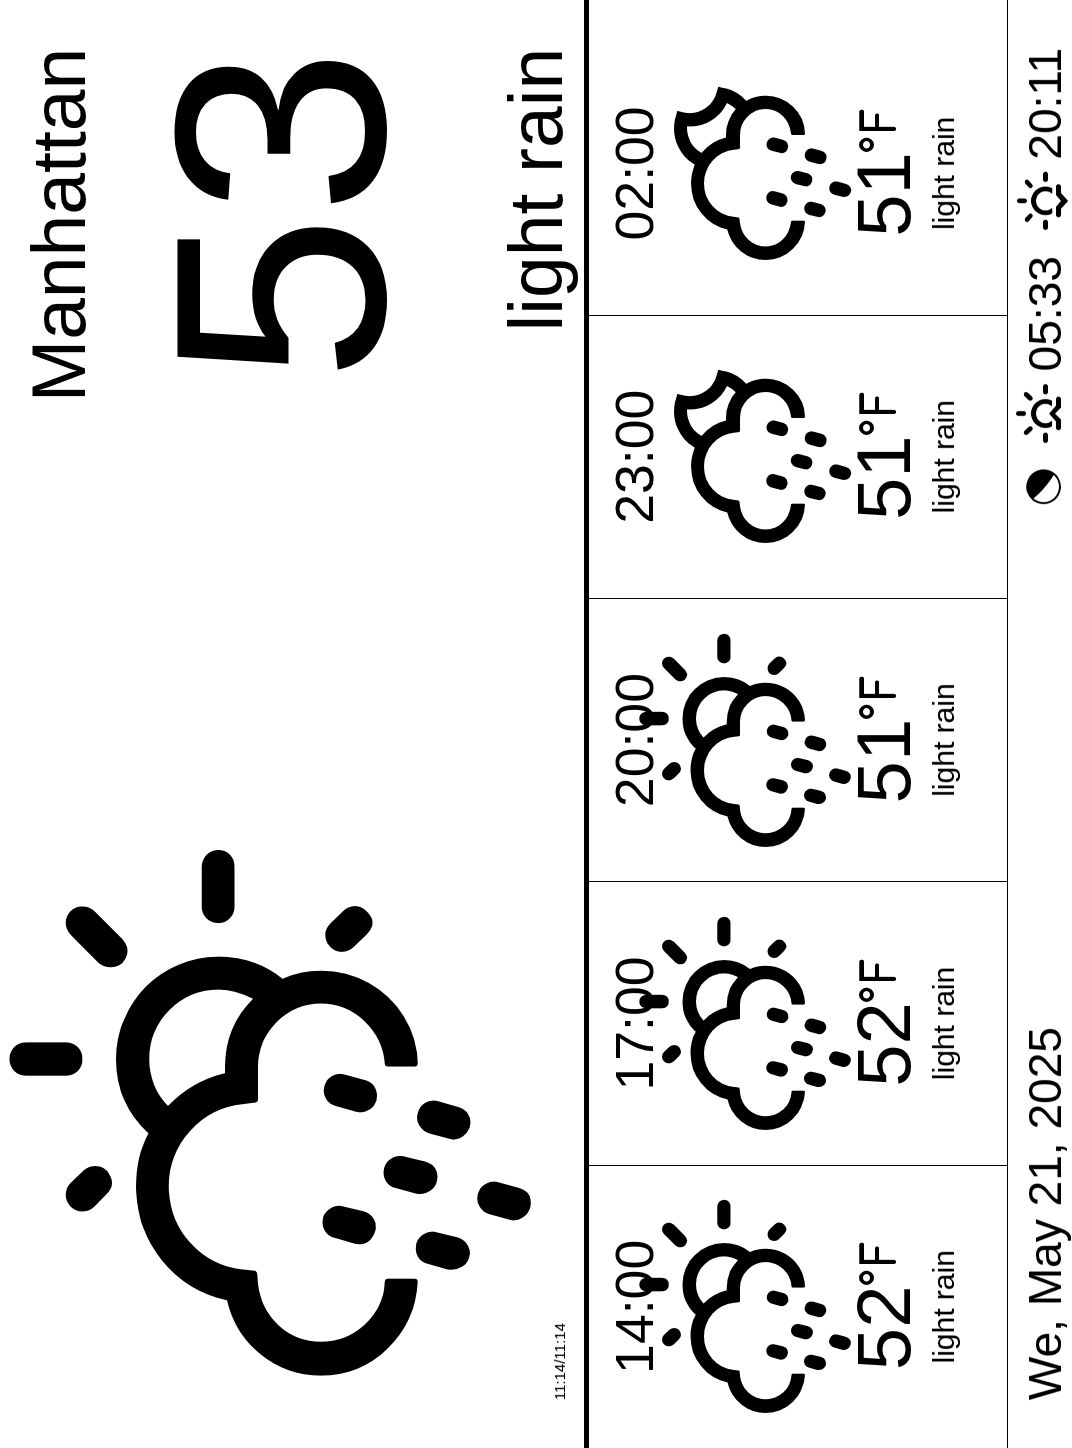 Manhattan
53
light rain
11:14/11:14
14:00 17:00 20:00 23:00 02:00
52°F 52°F 51°F 51°F 51°F
light rain light rain light rain light rain light rain
We, May 21, 2025 05:33 20:11